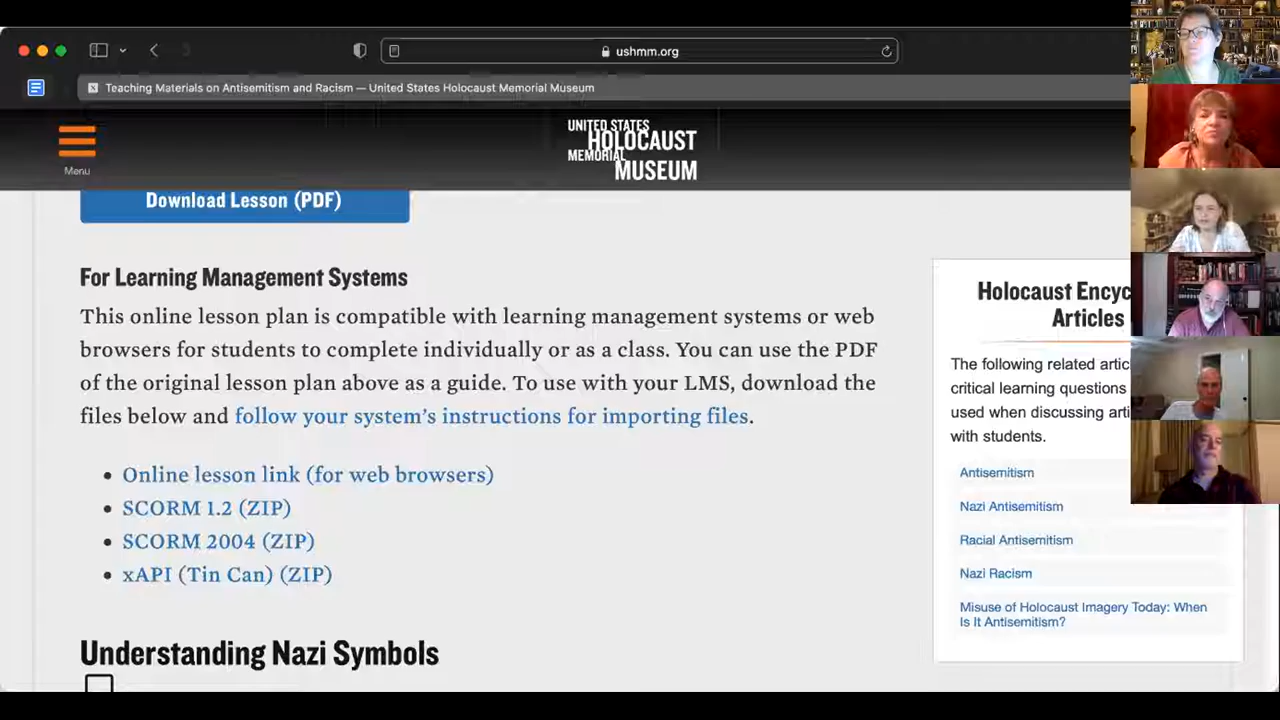 ushmm.org
Teaching Materials on Antisemitism and Racism — United States Holocaust Memorial Museum
Menu
UNITED STATES
HOLOCAUST
MEMORIAL
MUSEUM
Download Lesson (PDF)
For Learning Management Systems
This online lesson plan is compatible with learning management systems or web
browsers for students to complete individually or as a class. You can use the PDF
of the original lesson plan above as a guide. To use with your LMS, download the
files below and follow your system's instructions for importing files.
Online lesson link (for web browsers)
SCORM 1.2 (ZIP)
SCORM 2004 (ZIP)
xAPI (Tin Can) (ZIP)
Understanding Nazi Symbols
Holocaust Ency
Articles
The following related
critical learning questions
used when discussing
with students.
Antisemitism
Nazi Antisemitism
Racial Antisemitism
Nazi Racism
Misuse of Holocaust Imagery Today: When
Is It Antisemitism?